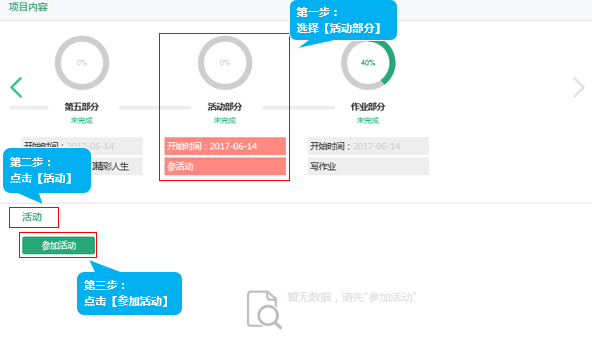 项目内容
第一步：
选择【活动部分】
0%
0%
40%
第五部分
活动部分
作业部分
未完成
未完成
未完成
开始时间：2017-06-14
开始时间：2017-06-14
开始时间：2017-06-14
精彩人生
参活动
写作业
第二步：
点击【活动】
活动
参加活动
第三步：
点击【参加活动】
暂无数据，请先"参加活动"